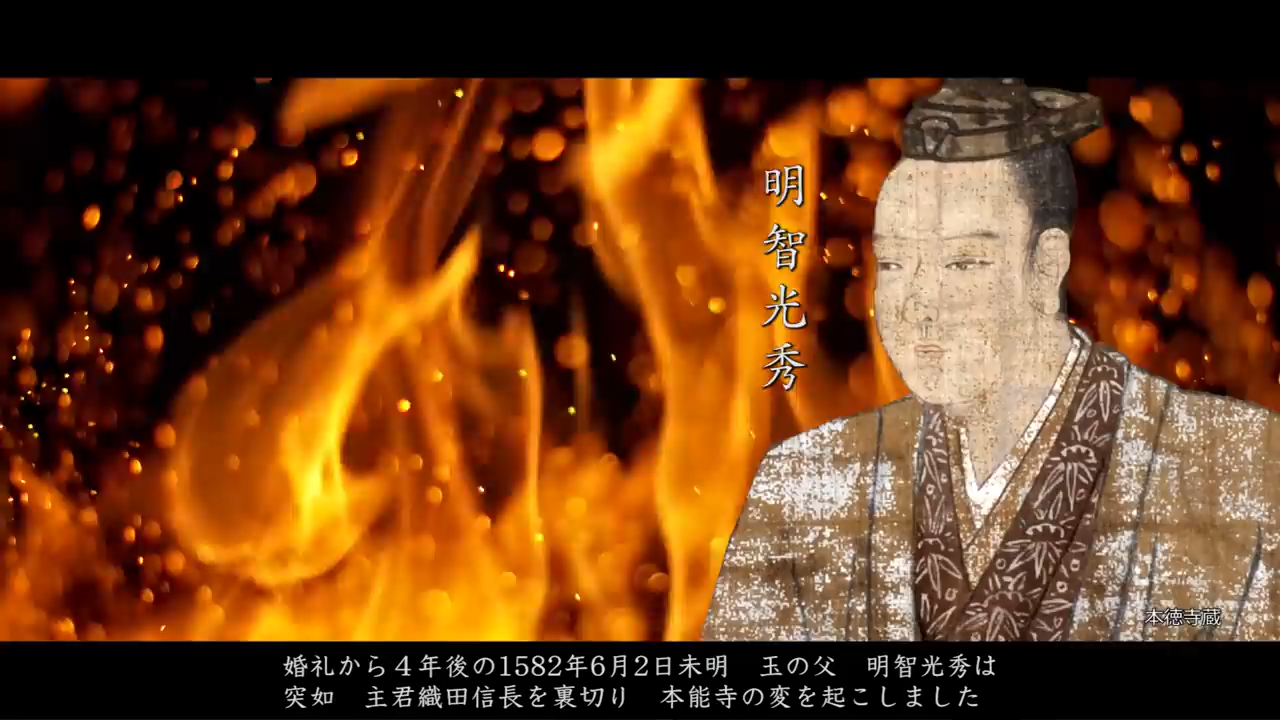 明智光秀
本徳寺蔵
婚礼から４年後の1582年6月2日未明　玉の父　明智光秀は
突如　主君織田信長を裏切り　本能寺の変を起こしました